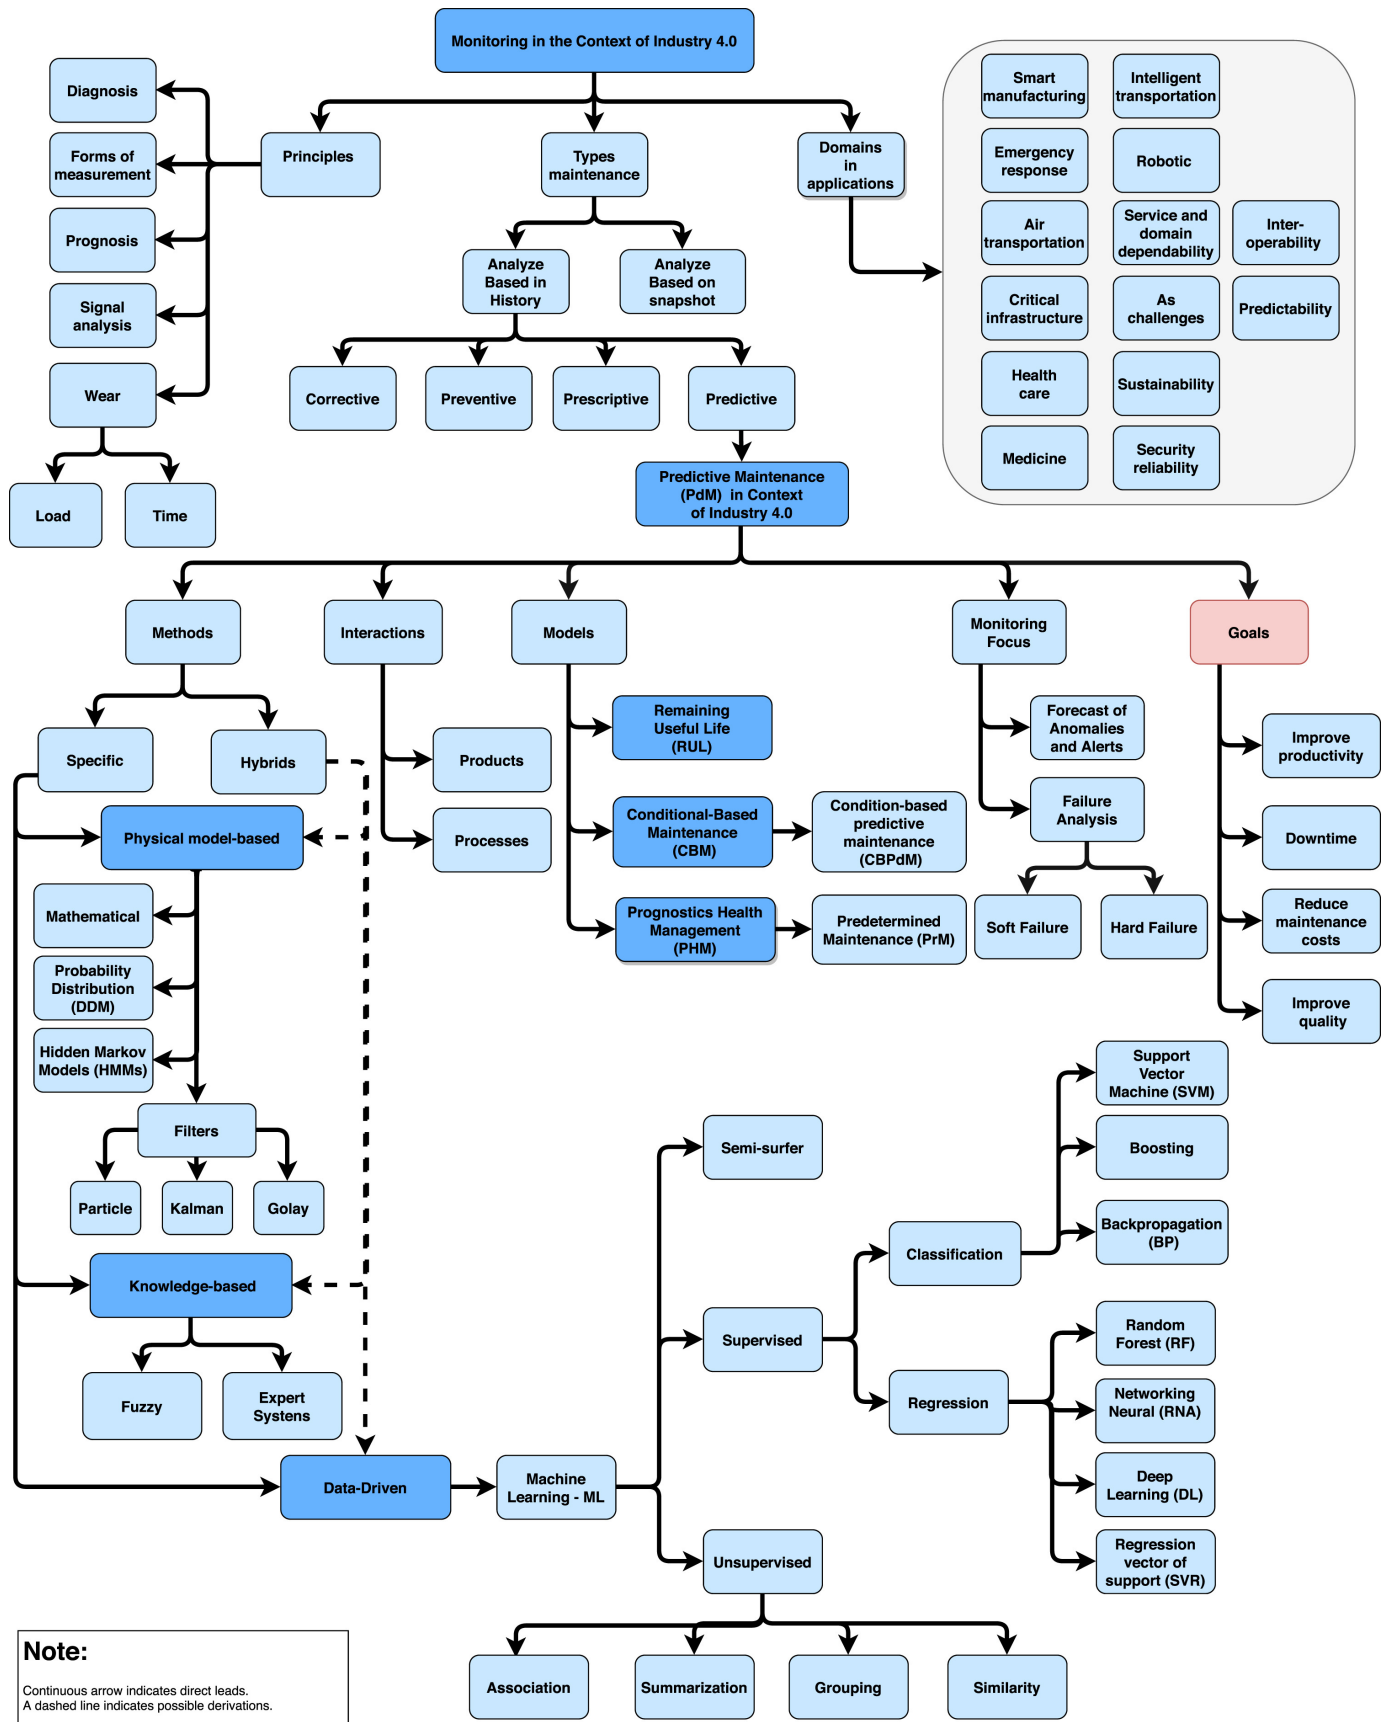 Monitoring in the Context of Industry 4.0
Diagnosis
Forms of
measurement
Prognosis
Signal
analysis
Wear
Load
Time
Principles
Types
maintenance
Domains
in
applications
Analyze
Based in
History
Analyze
Based on
snapshot
Corrective
Preventive
Prescriptive
Predictive
Smart
manufacturing
Intelligent
transportation
Emergency
response
Robotic
Air
transportation
Service and
domain
dependability
Inter-
operability
Critical
infrastructure
As
challenges
Predictability
Health
care
Sustainability
Medicine
Security
reliability
Predictive Maintenance
(PdM) in Context
of Industry 4.0
Methods
Interactions
Models
Monitoring
Focus
Goals
Specific
Hybrids
Products
Processes
Remaining
Useful Life
(RUL)
Conditional-Based
Maintenance
(CBM)
Condition-based
predictive
maintenance
(CBPdM)
Prognostics Health
Management
(PHM)
Predetermined
Maintenance (PrM)
Forecast of
Anomalies
and Alerts
Failure
Analysis
Soft Failure
Hard Failure
Improve
productivity
Downtime
Reduce
maintenance
costs
Improve
quality
Physical model-based
Mathematical
Probability
Distribution
(DDM)
Hidden Markov
Models (HMMs)
Filters
Particle
Kalman
Golay
Knowledge-based
Fuzzy
Expert
Systens
Data-Driven
Machine
Learning - ML
Semi-surfer
Supervised
Unsupervised
Classification
Regression
Support
Vector
Machine (SVM)
Boosting
Backpropagation
(BP)
Random
Forest (RF)
Networking
Neural (RNA)
Deep
Learning (DL)
Regression
vector of
support (SVR)
Association
Summarization
Grouping
Similarity
Note:
Continuous arrow indicates direct leads.
A dashed line indicates possible derivations.